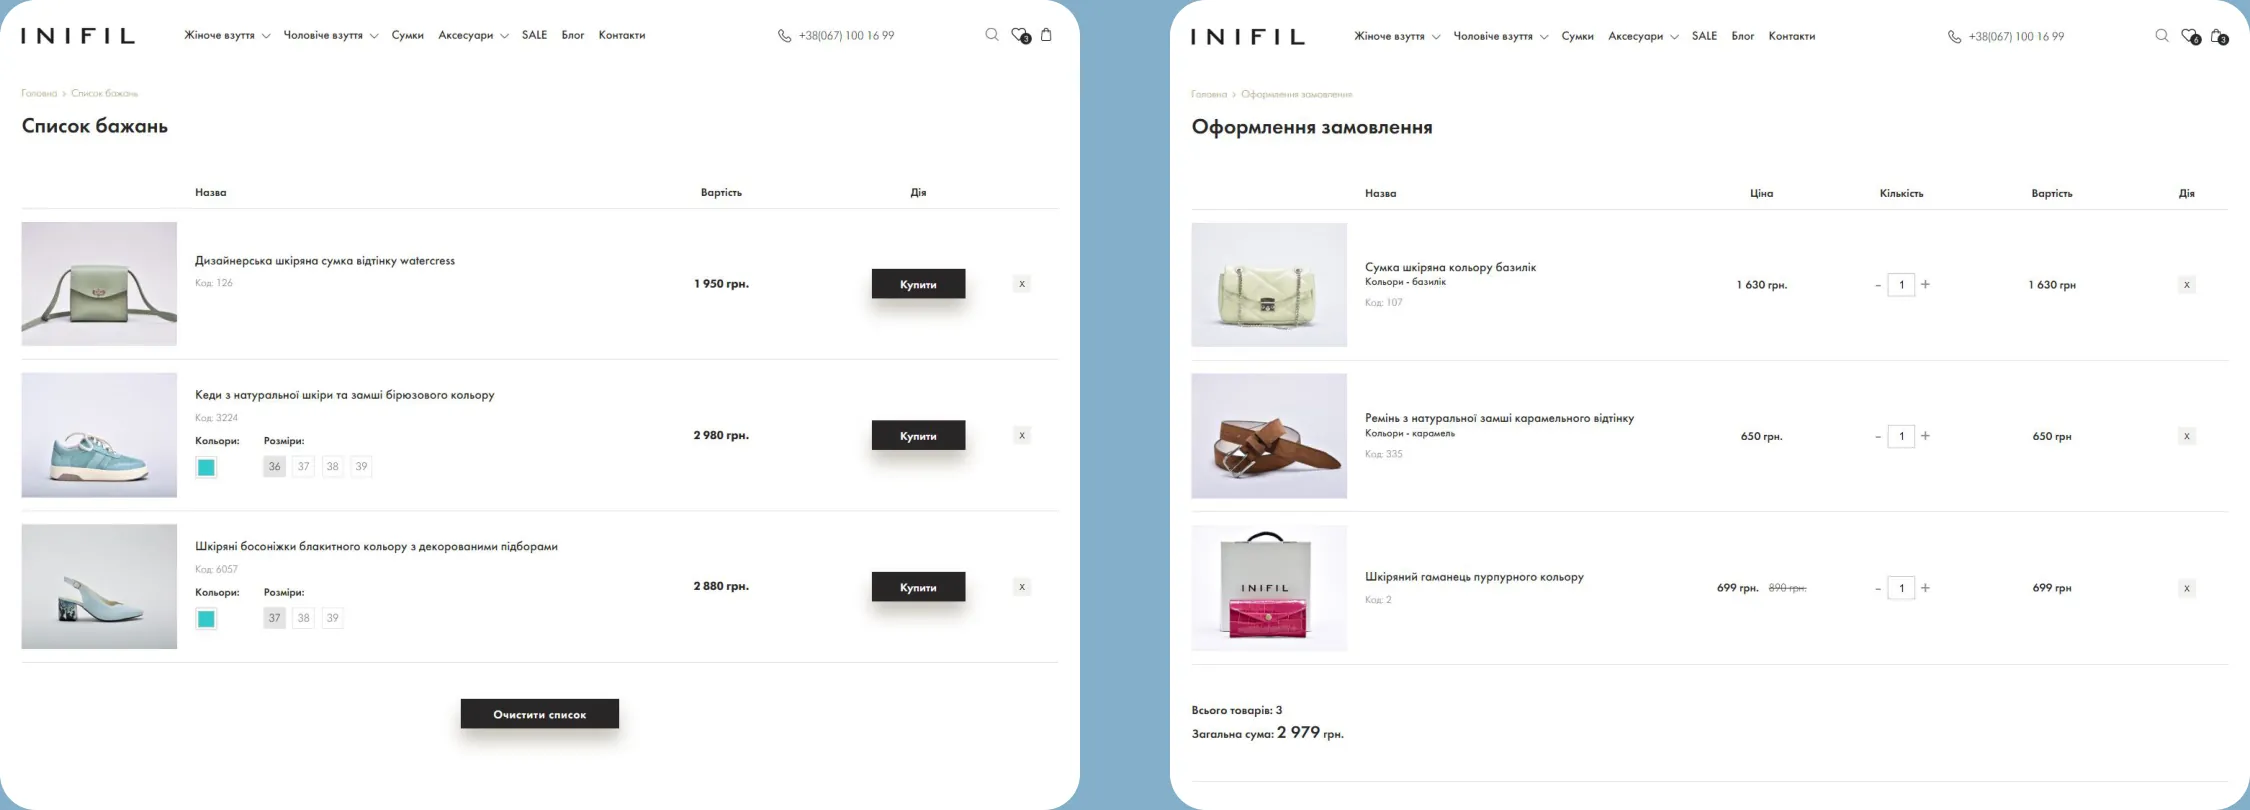 INIFIL
Жіноче взуття Чоловіче взуття Сумки Аксесуари SALE Блог Контакти
+38(067) 100 16 99
3
Головна > Список бажань
Список бажань
Назва Вартість Дія
Дизайнерська шкіряна сумка відтінку watercress
Код: 126
1 950 грн.
Купити
x
Кеди з натуральної шкіри та замші бірюзового кольору
Код: 3224
Кольори: Розміри:
36 37 38 39
2 980 грн.
Купити
x
Шкіряні босоніжки блакитного кольору з декорованими підборами
Код: 6057
Кольори: Розміри:
37 38 39
2 880 грн.
Купити
x
Очистити список
INIFIL
Жіноче взуття Чоловіче взуття Сумки Аксесуари SALE Блог Контакти
+38(067) 100 16 99
6 3
Головна > Оформлення замовлення
Оформлення замовлення
Назва Ціна Кількість Вартість Дія
Сумка шкіряна кольору базилік
Кольори - базилік
Код: 107
1 630 грн.
- 1 +
1 630 грн
x
Ремінь з натуральної замші карамельного відтінку
Кольори - карамель
Код: 335
650 грн.
- 1 +
650 грн
x
INIFIL
Шкіряний гаманець пурпурного кольору
Код: 2
699 грн. 890 грн.
- 1 +
699 грн
x
Всього товарів: 3
Загальна сума: 2 979 грн.